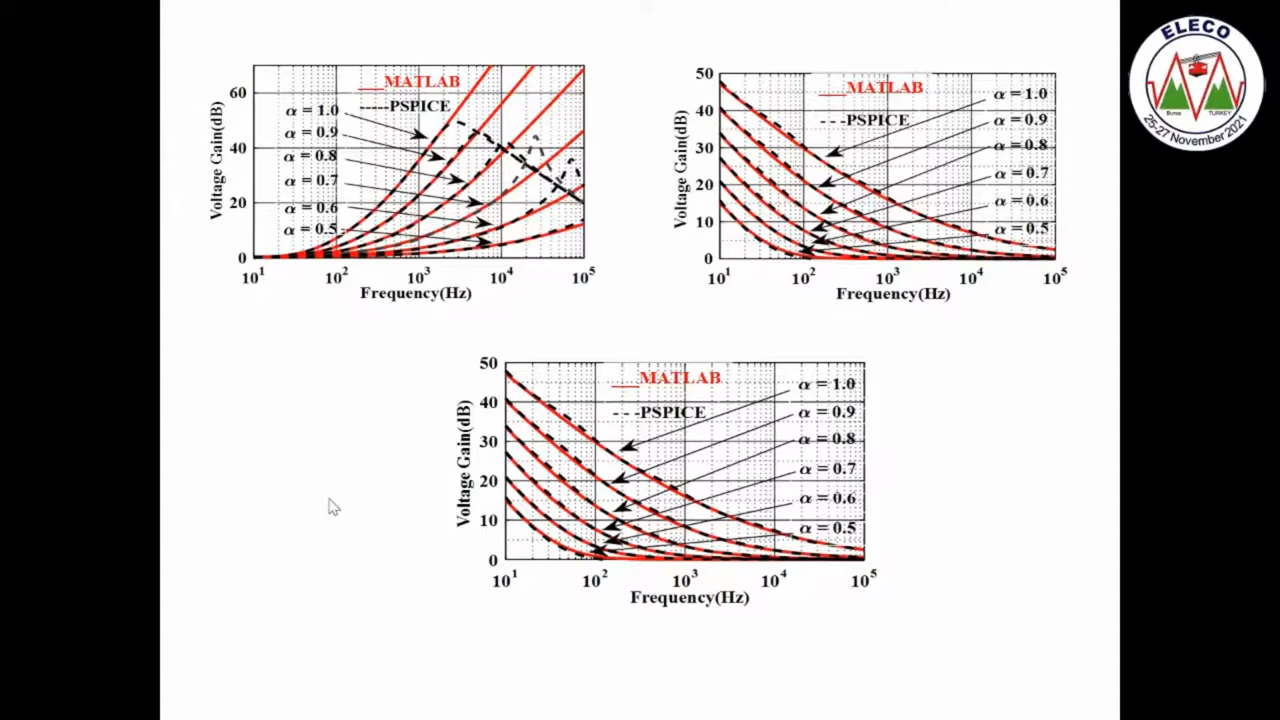 ELECO
Bursa TURKEY
25-27 November 2021
60
40
20
0
Voltage Gain(dB)
MATLAB
PSPICE
α = 1.0
α = 0.9
α = 0.8
α = 0.7
α = 0.6
α = 0.5
10¹ 10² 10³ 10⁴ 10⁵
Frequency(Hz)
50
40
30
20
10
0
Voltage Gain(dB)
MATLAB
PSPICE
α = 1.0
α = 0.9
α = 0.8
α = 0.7
α = 0.6
α = 0.5
10¹ 10² 10³ 10⁴ 10⁵
Frequency(Hz)
50
40
30
20
10
0
Voltage Gain(dB)
MATLAB
PSPICE
α = 1.0
α = 0.9
α = 0.8
α = 0.7
α = 0.6
α = 0.5
10¹ 10² 10³ 10⁴ 10⁵
Frequency(Hz)